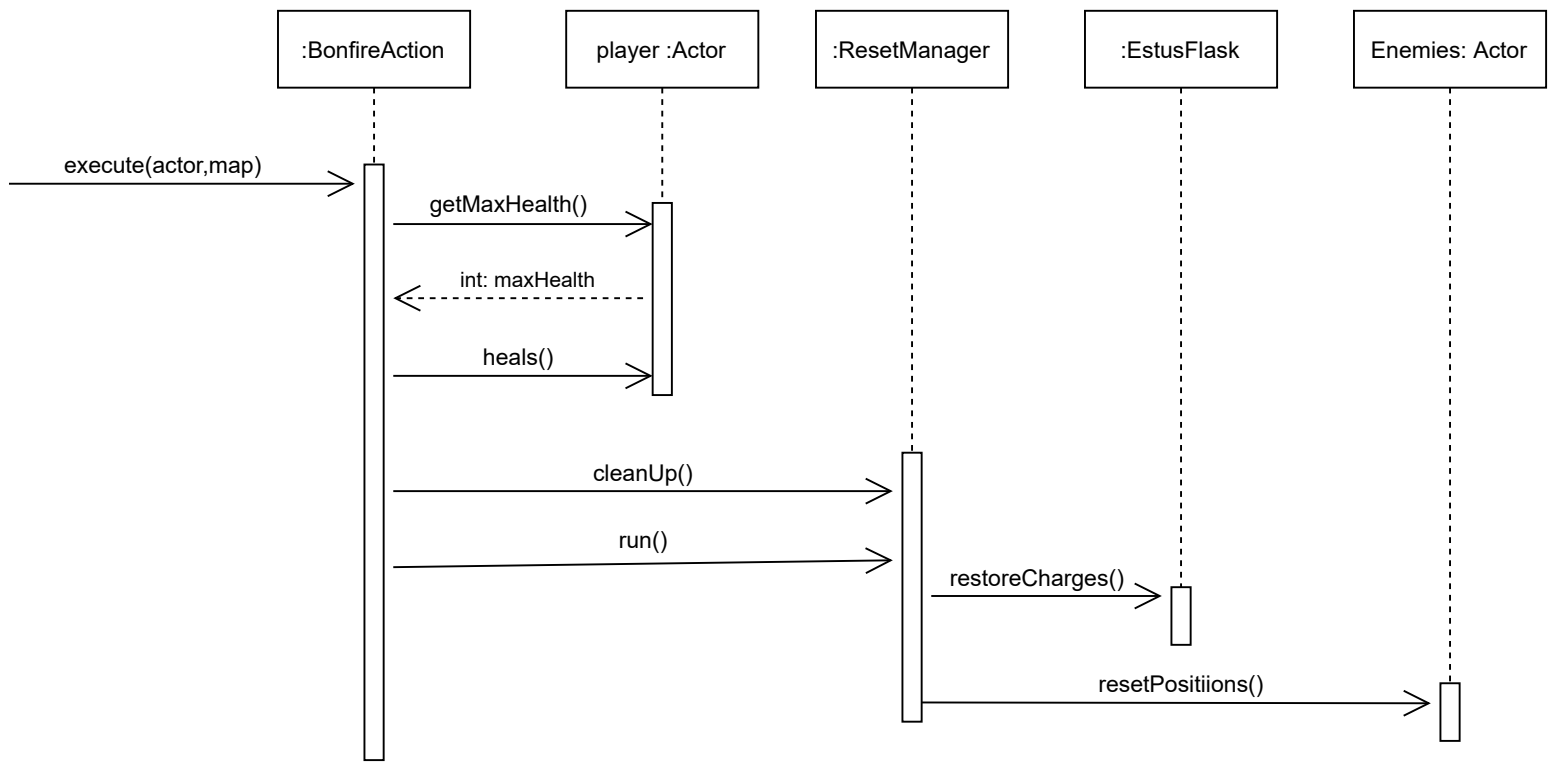 :BonfireAction
player :Actor
:ResetManager
:EstusFlask
Enemies: Actor
execute(actor,map)
getMaxHealth()
int: maxHealth
heals()
cleanUp()
run()
restoreCharges()
resetPositiions()